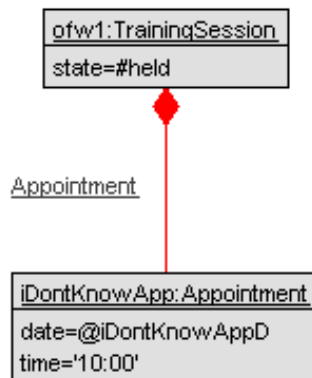 ofw1:TrainingSession
state=#held
Appointment
iDontKnowApp:Appointment
date=@iDontKnowAppD
time='10:00'